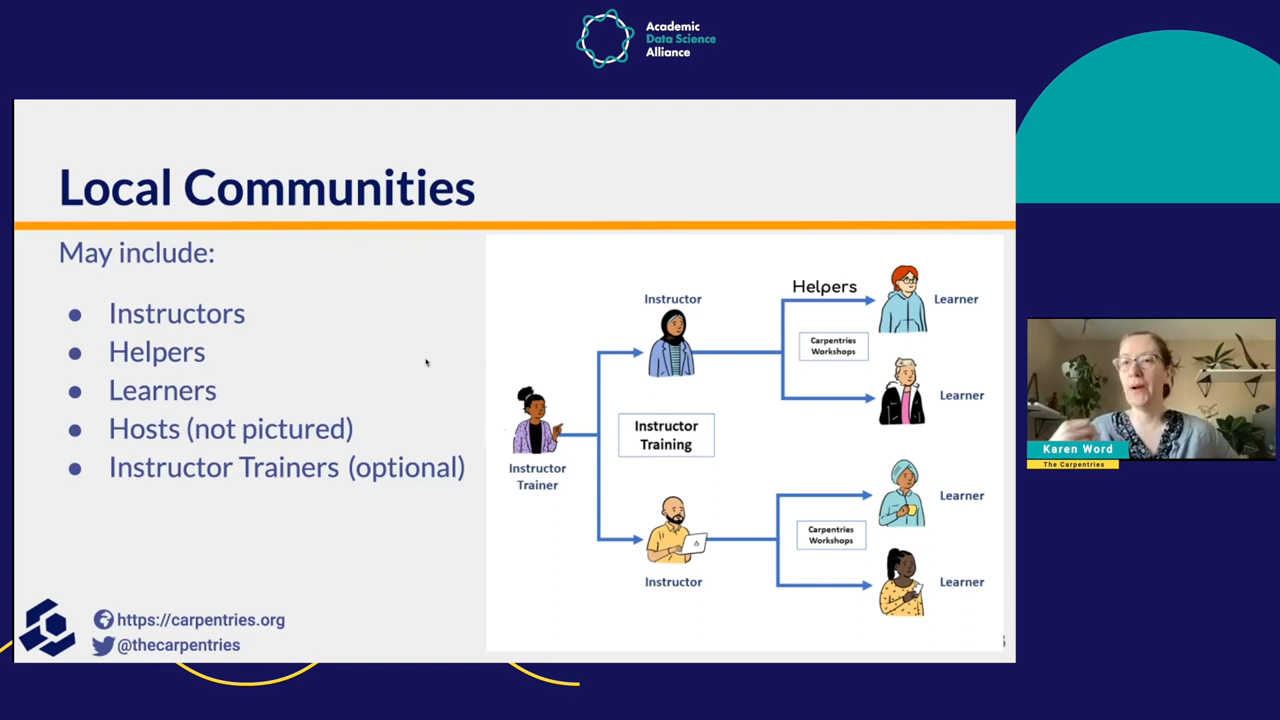 Academic
Data Science
Alliance
Local Communities
May include:
● Instructors
● Helpers
● Learners
● Hosts (not pictured)
● Instructor Trainers (optional)
Instructor
Trainer
Instructor
Training
Instructor
Helpers
Carpentries
Workshops
Learner
Learner
Instructor
Carpentries
Workshops
Learner
Learner
https://carpentries.org
@thecarpentries
Karen Word
The Carpentries